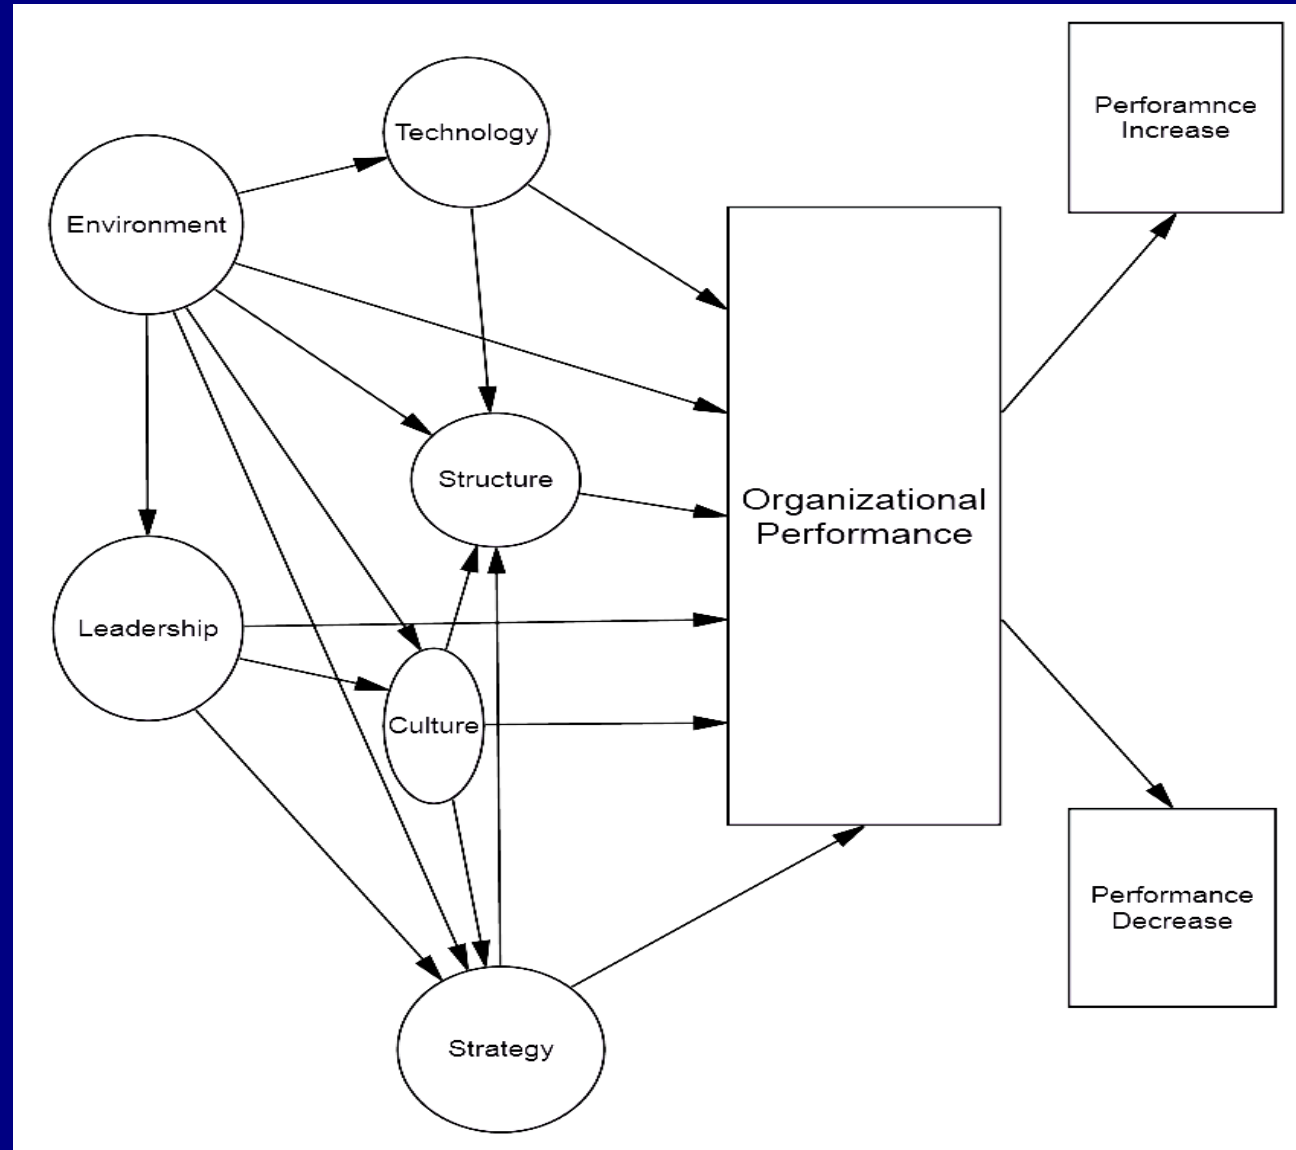 Perforamnce
Increase
Technology
Environment
Structure
Organizational
Performance
Leadership
Culture
Performance
Decrease
Strategy